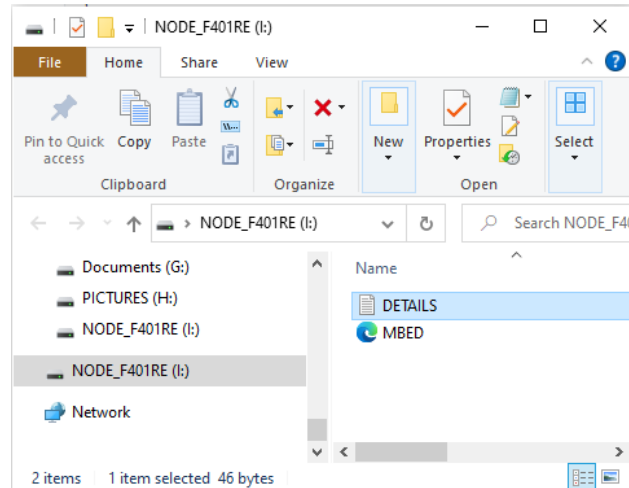 NODE_F401RE (I:)
File Home Share View
Pin to Quick access
Copy
Paste
W...
New
Properties
Select
Clipboard Organize Open
NODE_F401RE (I:) Search NODE_F40
Documents (G:)
PICTURES (H:)
NODE_F401RE (I:)
NODE_F401RE (I:)
Network
Name
DETAILS
MBED
2 items 1 item selected 46 bytes